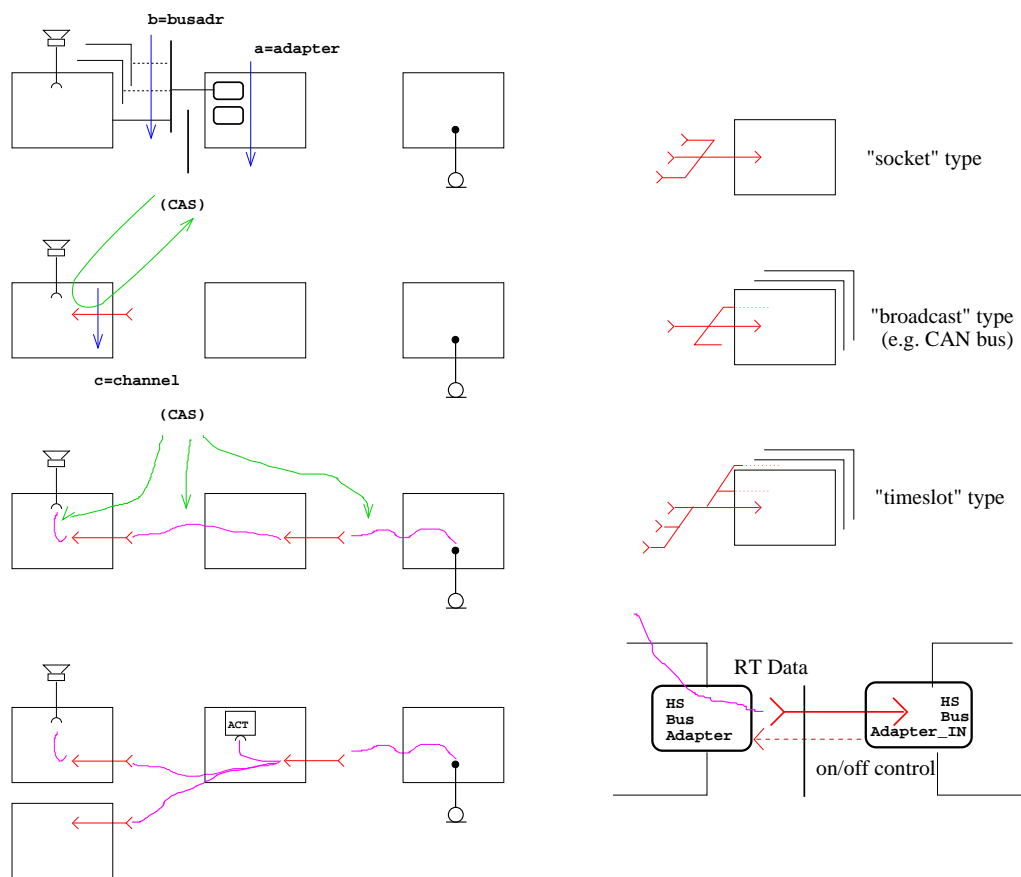 b=busadr
a=adapter
(CAS)
c=channel
(CAS)
ACT
"socket" type
"broadcast" type
(e.g. CAN bus)
"timeslot" type
RT Data
HS
Bus
Adapter
HS
Bus
Adapter_IN
on/off control